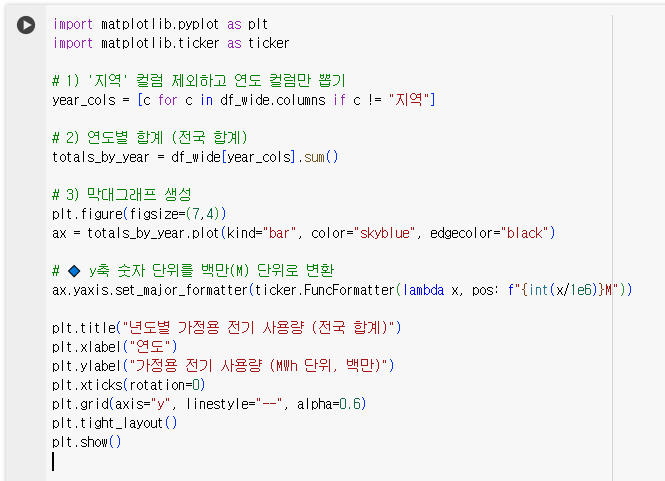 import matplotlib.pyplot as plt
import matplotlib.ticker as ticker
# 1) '지역' 컬럼 제외하고 연도 컬럼만 뽑기
year_cols = [c for c in df_wide.columns if c != "지역"]
# 2) 연도별 합계 (전국 합계)
totals_by_year = df_wide[year_cols].sum()
# 3) 막대그래프 생성
plt.figure(figsize=(7,4))
ax = totals_by_year.plot(kind="bar", color="skyblue", edgecolor="black")
# 🔹 y축 숫자 단위를 백만(M) 단위로 변환
ax.yaxis.set_major_formatter(ticker.FuncFormatter(lambda x, pos: f"{int(x/1e6)}M"))
plt.title("년도별 가정용 전기 사용량 (전국 합계)")
plt.xlabel("연도")
plt.ylabel("가정용 전기 사용량 (MWh 단위, 백만)")
plt.xticks(rotation=0)
plt.grid(axis="y", linestyle="--", alpha=0.6)
plt.tight_layout()
plt.show()